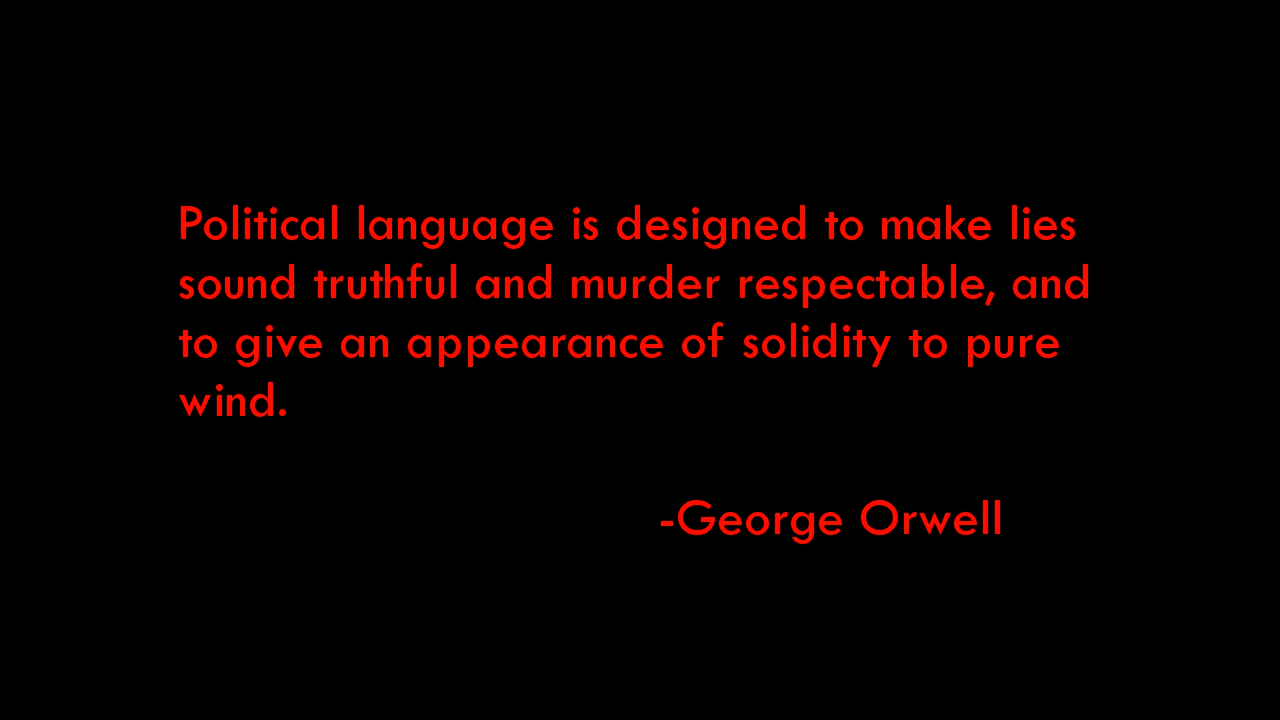 Political language is designed to make lies
sound truthful and murder respectable, and
to give an appearance of solidity to pure
wind.
-George Orwell